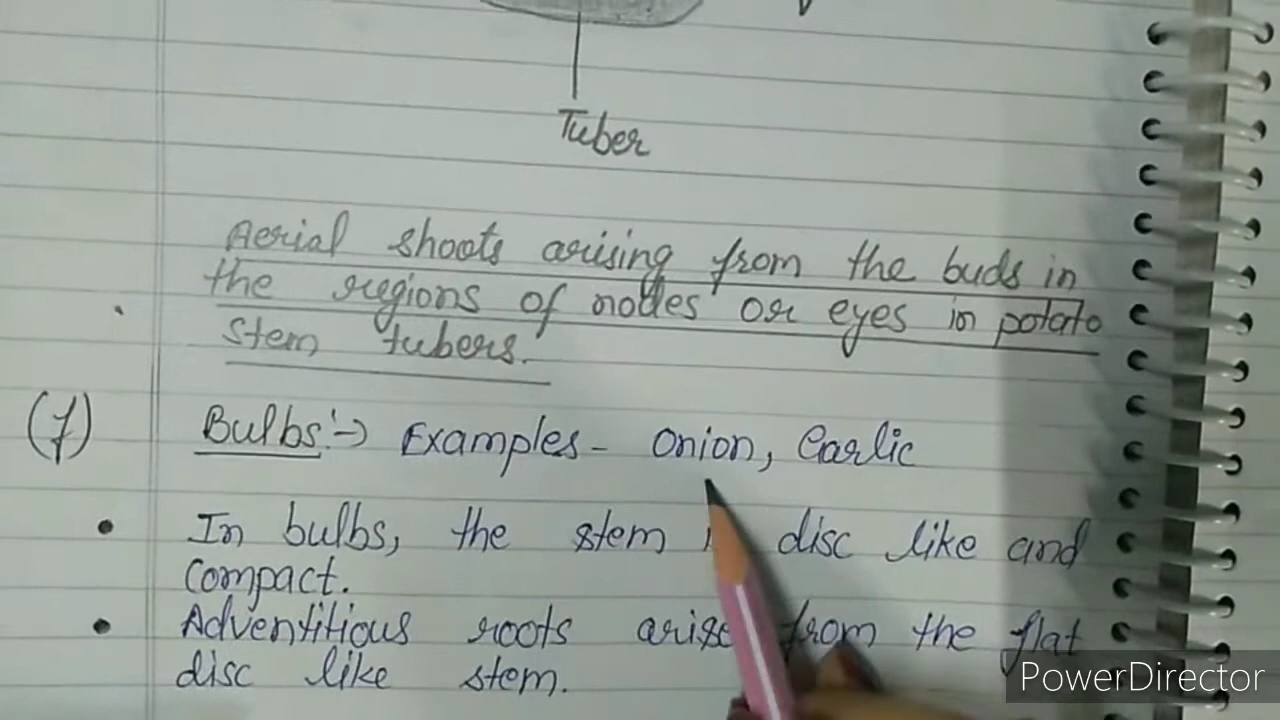 Tuber
Aerial shoots arising from the buds in
the regions of nodes or eyes in potato
stem tubers.
(f) Bulbs:→ Examples - Onion, Garlic
• In bulbs, the stem disc like and
compact.
• Adventitious roots arise from the flat
disc like stem.
PowerDirector